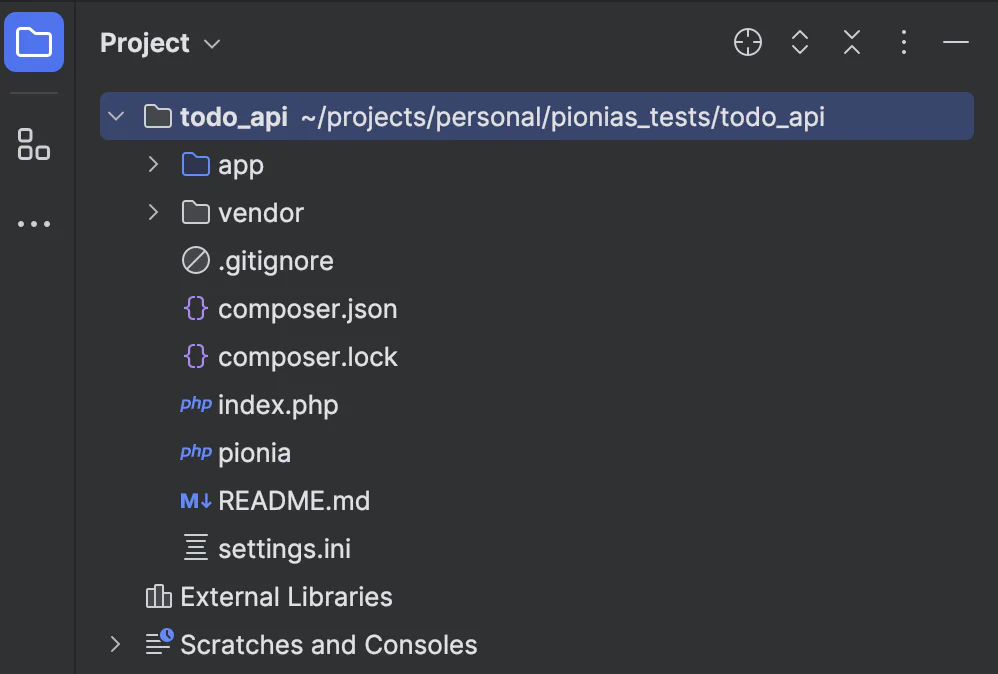 Project
todo_api ~/projects/personal/pionias_tests/todo_api
app
vendor
.gitignore
{} composer.json
{} composer.lock
php index.php
php pionia
M↓ README.md
settings.ini
External Libraries
Scratches and Consoles